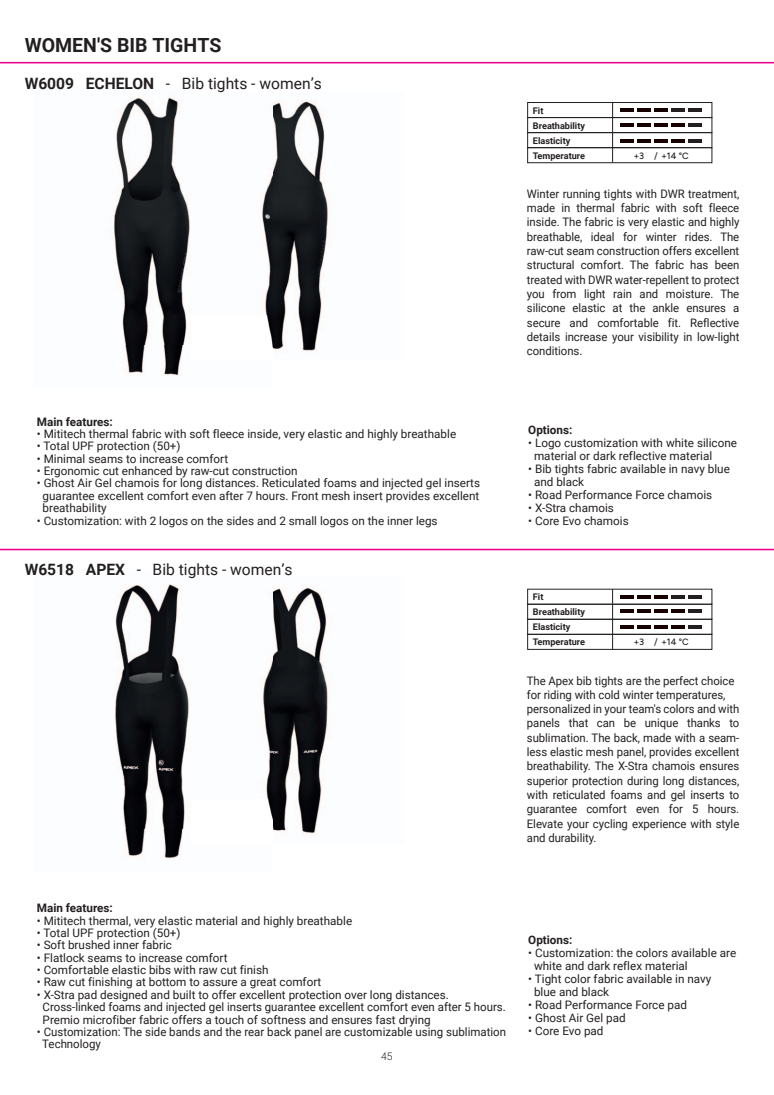 WOMEN'S BIB TIGHTS
W6009 ECHELON - Bib tights - women's
Fit
Breathability
Elasticity
Temperature +3 / +14 °C
Winter running tights with DWR treatment,
made in thermal fabric with soft fleece
inside. The fabric is very elastic and highly
breathable, ideal for winter rides. The
raw-cut seam construction offers excellent
structural comfort. The fabric has been
treated with DWR water-repellent to protect
you from light rain and moisture. The
silicone elastic at the ankle ensures a
secure and comfortable fit. Reflective
details increase your visibility in low-light
conditions.
Main features:
• Mititech thermal fabric with soft fleece inside, very elastic and highly breathable
• Total UPF protection (50+)
• Minimal seams to increase comfort
• Ergonomic cut enhanced by raw-cut construction
• Ghost Air Gel chamois for long distances. Reticulated foams and injected gel inserts
guarantee excellent comfort even after 7 hours. Front mesh insert provides excellent
breathability
• Customization: with 2 logos on the sides and 2 small logos on the inner legs
Options:
• Logo customization with white silicone
material or dark reflective material
• Bib tights fabric available in navy blue
and black
• Road Performance Force chamois
• X-Stra chamois
• Core Evo chamois
W6518 APEX - Bib tights - women's
APEX
APEX
APEX
Fit
Breathability
Elasticity
Temperature +3 / +14 °C
The Apex bib tights are the perfect choice
for riding with cold winter temperatures,
personalized in your team's colors and with
panels that can be unique thanks to
sublimation. The back, made with a seam-
less elastic mesh panel, provides excellent
breathability. The X-Stra chamois ensures
superior protection during long distances,
with reticulated foams and gel inserts to
guarantee comfort even for 5 hours.
Elevate your cycling experience with style
and durability.
Main features:
• Mititech thermal, very elastic material and highly breathable
• Total UPF protection (50+)
• Soft brushed inner fabric
• Flatlock seams to increase comfort
• Comfortable elastic bibs with raw cut finish
• Raw cut finishing at bottom to assure a great comfort
• X-Stra pad designed and built to offer excellent protection over long distances.
Cross-linked foams and injected gel inserts guarantee excellent comfort even after 5 hours.
Premio microfiber fabric offers a touch of softness and ensures fast drying
• Customization: The side bands and the rear back panel are customizable using sublimation
Technology
Options:
• Customization: the colors available are
white and dark reflex material
• Tight color fabric available in navy
blue and black
• Road Performance Force pad
• Ghost Air Gel pad
• Core Evo pad
45